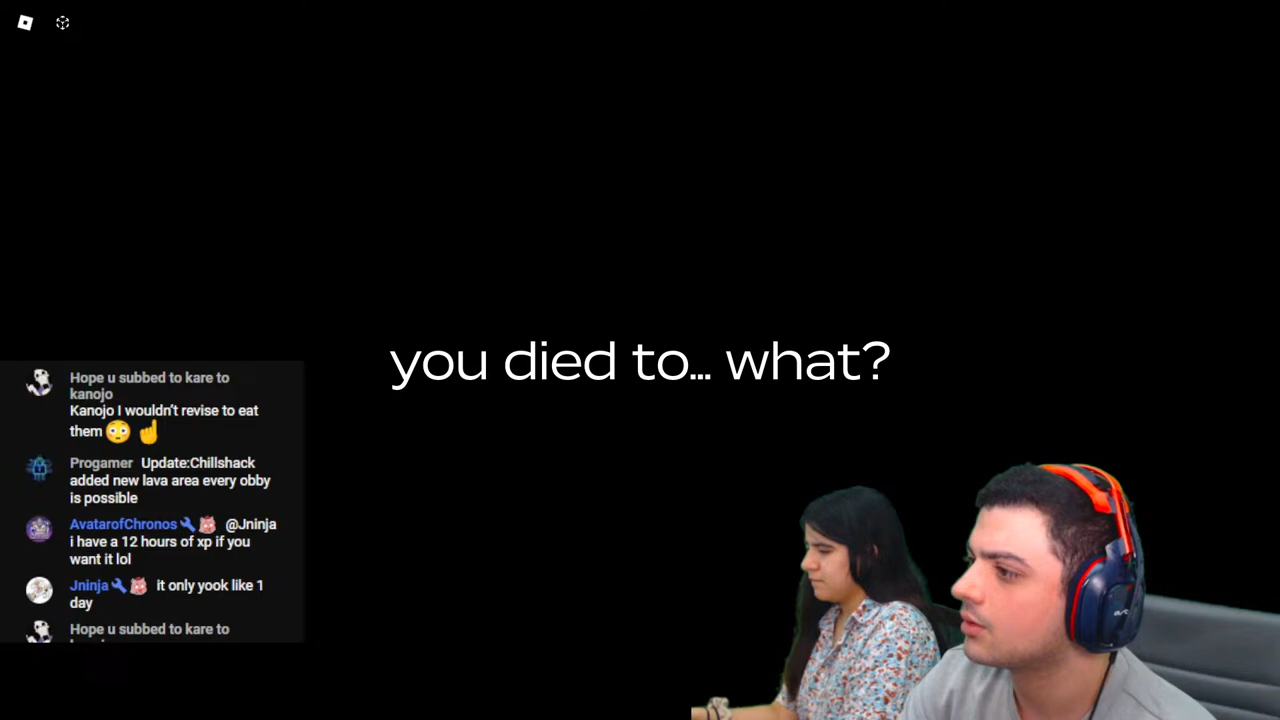 you died to... what?
Hope u subbed to kare to
kanojo
Kanojo I wouldn't revise to eat
them😳☝
Progamer Update:Chillshack
added new lava area every obby
is possible
AvatarofChronos @Jninja
i have a 12 hours of xp if you
want it lol
Jninja it only yook like 1
day
Hope u subbed to kare to